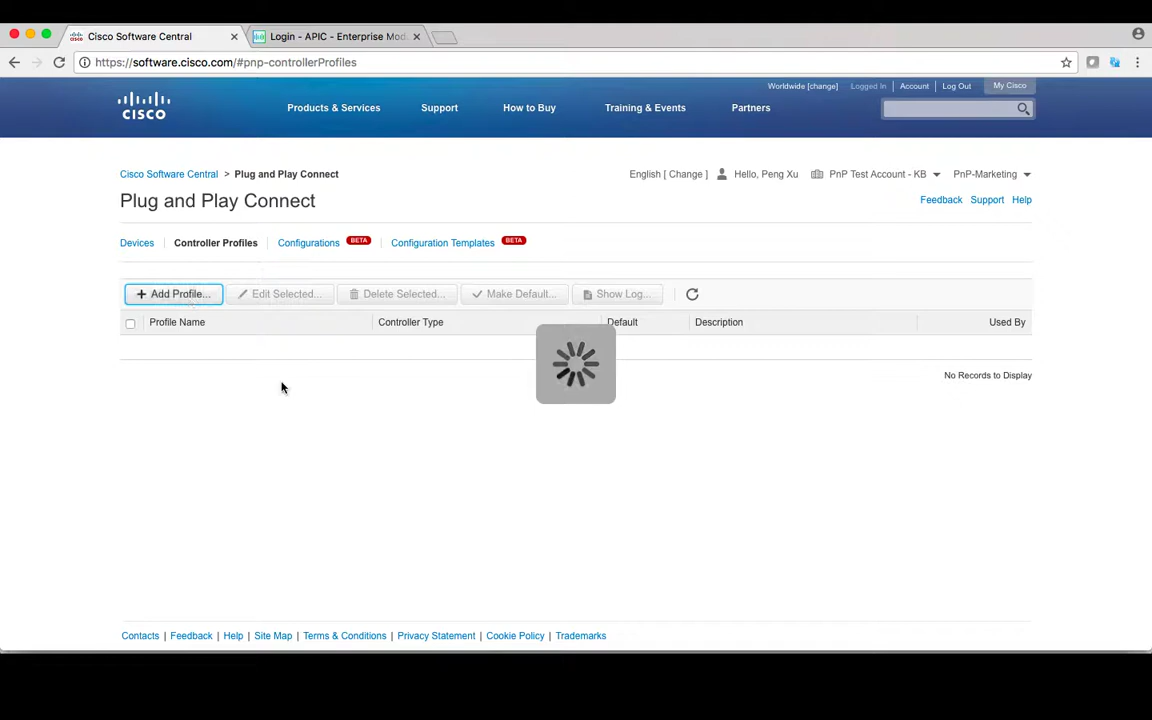 Cisco Software Central
Login - APIC - Enterprise Mod
https://software.cisco.com/#pnp-controllerProfiles
Worldwide [change] Logged In Account Log Out My Cisco
CISCO
Products & Services Support How to Buy Training & Events Partners
Cisco Software Central > Plug and Play Connect
English [ Change ] Hello, Peng Xu PnP Test Account - KB PnP-Marketing
Plug and Play Connect
Feedback Support Help
Devices Controller Profiles Configurations BETA Configuration Templates BETA
Add Profile... Edit Selected... Delete Selected... Make Default... Show Log...
Profile Name Controller Type Default Description Used By
No Records to Display
Contacts | Feedback | Help | Site Map | Terms & Conditions | Privacy Statement | Cookie Policy | Trademarks